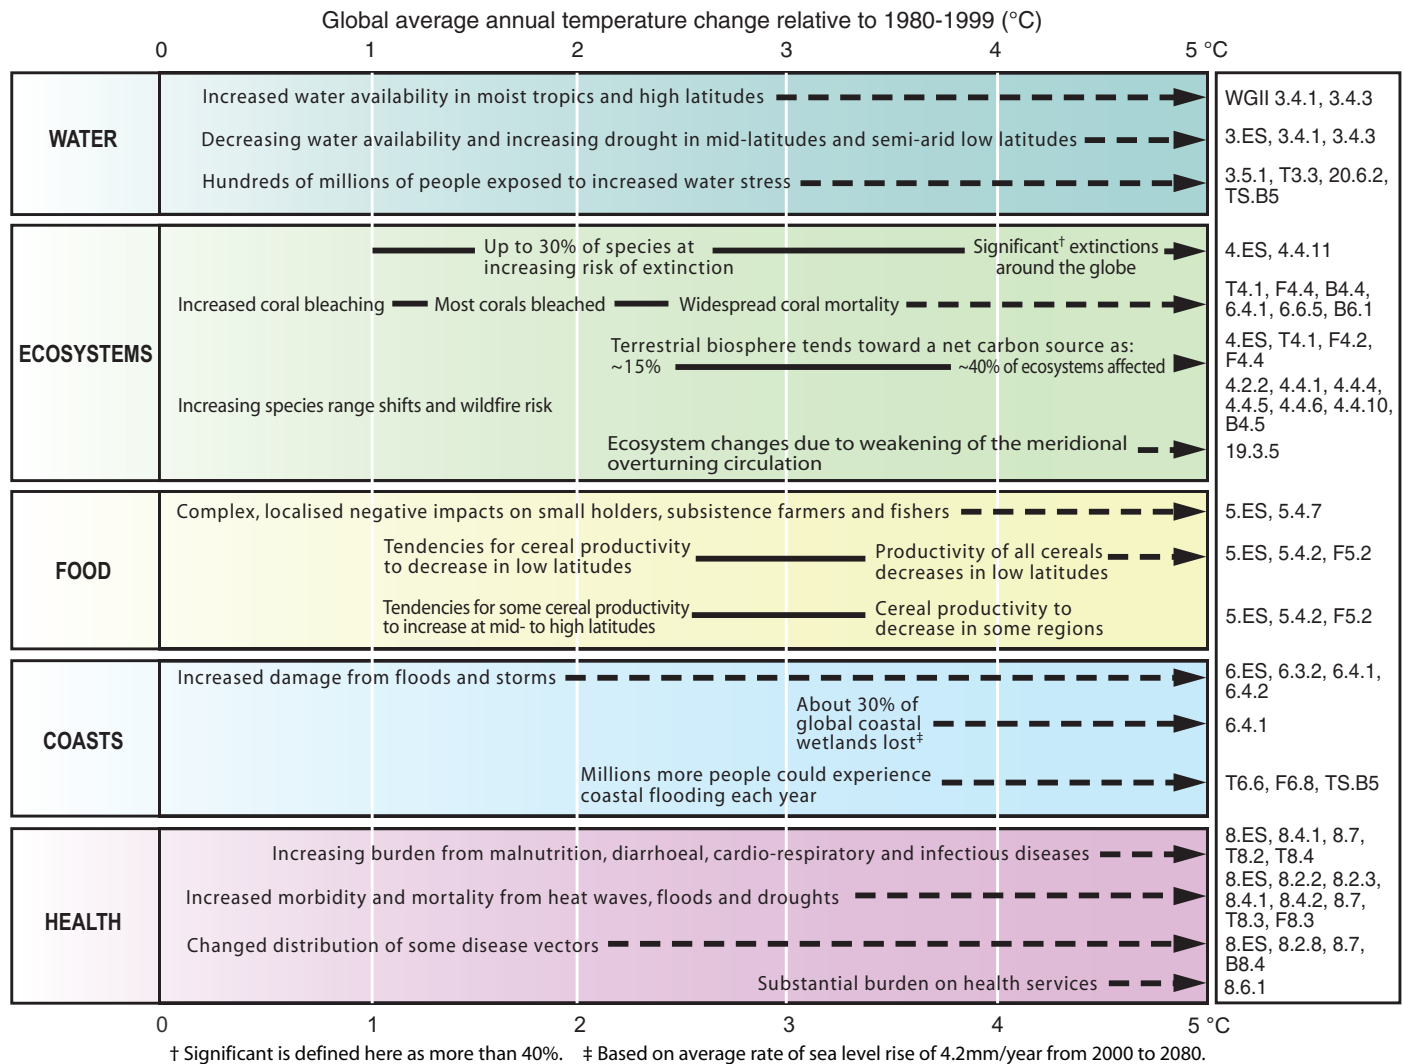 Global average annual temperature change relative to 1980-1999 (°C)
0 1 2 3 4 5 °C
WATER
Increased water availability in moist tropics and high latitudes
WGII 3.4.1, 3.4.3
Decreasing water availability and increasing drought in mid-latitudes and semi-arid low latitudes
3.ES, 3.4.1, 3.4.3
Hundreds of millions of people exposed to increased water stress
3.5.1, T3.3, 20.6.2,
TS.B5
ECOSYSTEMS
Up to 30% of species at
increasing risk of extinction
Significant† extinctions
around the globe
4.ES, 4.4.11
Increased coral bleaching
Most corals bleached
Widespread coral mortality
T4.1, F4.4, B4.4,
6.4.1, 6.6.5, B6.1
Terrestrial biosphere tends toward a net carbon source as:
~15%
~40% of ecosystems affected
4.ES, T4.1, F4.2,
F4.4
Increasing species range shifts and wildfire risk
4.2.2, 4.4.1, 4.4.4,
4.4.5, 4.4.6, 4.4.10,
B4.5
Ecosystem changes due to weakening of the meridional
overturning circulation
19.3.5
FOOD
Complex, localised negative impacts on small holders, subsistence farmers and fishers
5.ES, 5.4.7
Tendencies for cereal productivity
to decrease in low latitudes
Productivity of all cereals
decreases in low latitudes
5.ES, 5.4.2, F5.2
Tendencies for some cereal productivity
to increase at mid- to high latitudes
Cereal productivity to
decrease in some regions
5.ES, 5.4.2, F5.2
COASTS
Increased damage from floods and storms
6.ES, 6.3.2, 6.4.1,
6.4.2
About 30% of
global coastal
wetlands lost‡
6.4.1
Millions more people could experience
coastal flooding each year
T6.6, F6.8, TS.B5
HEALTH
Increasing burden from malnutrition, diarrhoeal, cardio-respiratory and infectious diseases
8.ES, 8.4.1, 8.7,
T8.2, T8.4
Increased morbidity and mortality from heat waves, floods and droughts
8.ES, 8.2.2, 8.2.3,
8.4.1, 8.4.2, 8.7,
T8.3, F8.3
Changed distribution of some disease vectors
8.ES, 8.2.8, 8.7,
B8.4
Substantial burden on health services
8.6.1
0 1 2 3 4 5 °C
† Significant is defined here as more than 40%. ‡ Based on average rate of sea level rise of 4.2mm/year from 2000 to 2080.